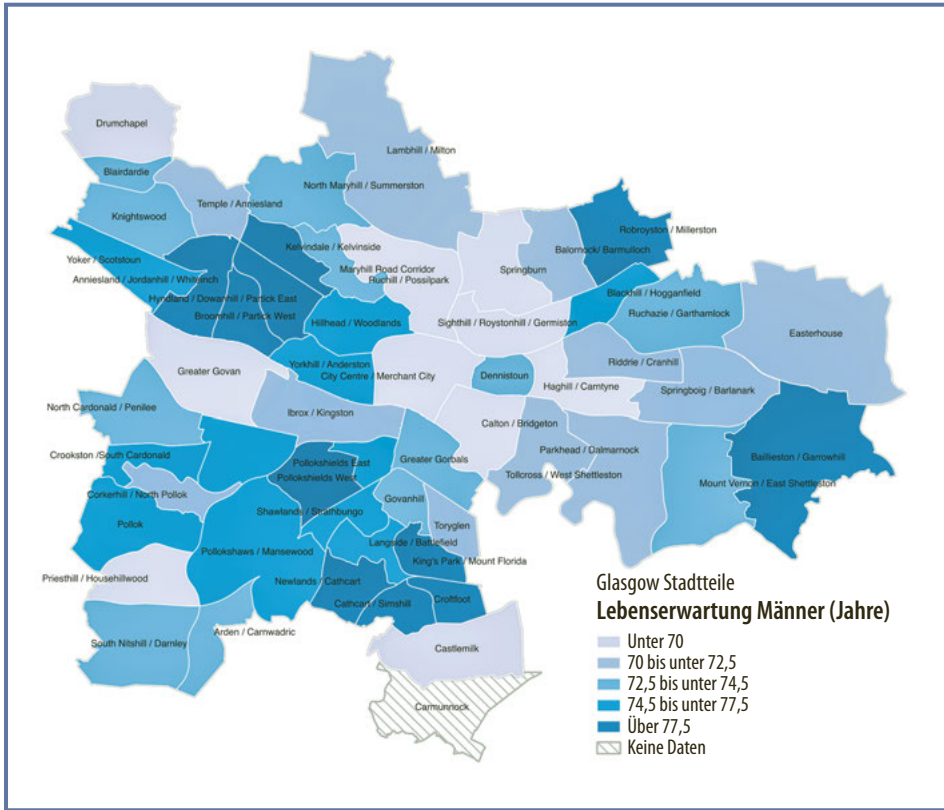 Drumchapel
Lambhill / Milton
Blairdardie
North Maryhill / Summerston
Temple / Anniesland
Knightswood
Robroyston / Millerston
Kelvindale / Kelvinside
Balornock/ Barmulloch
Yoker / Scotstoun
Maryhill Road Corridor
Springburn
Anniesland / Jordanhill / Whiteinch
Ruchill / Possilpark
Blackhill / Hogganfield
Hyndland / Dowanhill / Partick East
Ruchazie / Garthamlock
Broomhill / Partick West
Hillhead / Woodlands
Sighthill / Roystonhill / Germiston
Easterhouse
Yorkhill / Anderston
Riddrie / Cranhill
Greater Govan
City Centre / Merchant City
Dennistoun
Haghill / Carntyne
Springboig / Barlanark
North Cardonald / Penilee
Ibrox / Kingston
Calton / Bridgeton
Parkhead / Dalmarnock
Crookston /South Cardonald
Greater Gorbals
Baillieston / Garrowhill
Pollokshields East
Tollcross / West Shettleston
Pollokshields West
Mount Vernon / East Shettleston
Corkerhill / North Pollok
Govanhill
Shawlands / Strathbungo
Pollok
Toryglen
Langside / Battlefield
Pollokshaws / Mansewood
King's Park / Mount Florida
Priesthill / Househillwood
Newlands / Cathcart
Croftfoot
Cathcart / Simshill
Arden / Carnwadric
South Nitshill / Darnley
Castlemilk
Carmunnock
Glasgow Stadtteile
Lebenserwartung Männer (Jahre)
Unter 70
70 bis unter 72,5
72,5 bis unter 74,5
74,5 bis unter 77,5
Über 77,5
Keine Daten